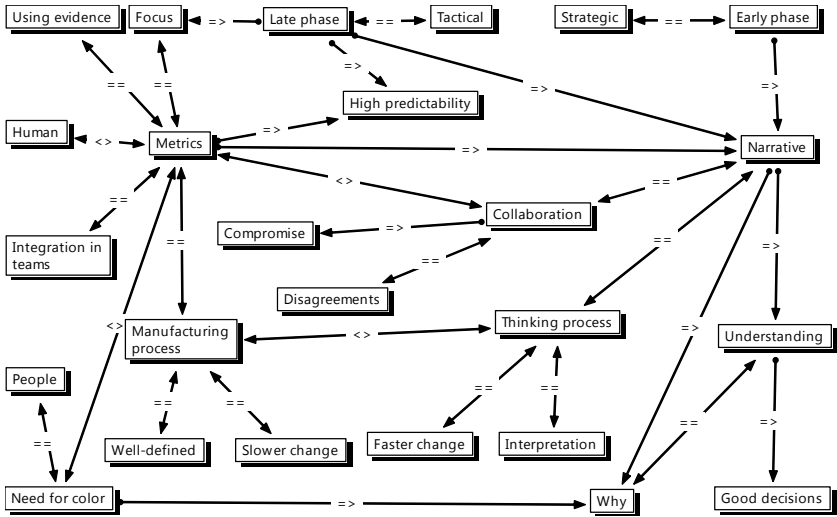 Using evidence
Focus
=>
Late phase
==
Tactical
Strategic
==
Early phase
=>
==
==
=>
=>
High predictability
Human
<>
Metrics
=>
=>
Narrative
<>
==
==
Collaboration
Compromise
=>
==
==
=>
Integration in
teams
==
Disagreements
<>
Manufacturing
process
<>
Thinking process
=>
Understanding
People
==
==
==
==
==
=>
==
Well-defined
Slower change
Faster change
Interpretation
Need for color
=>
Why
Good decisions